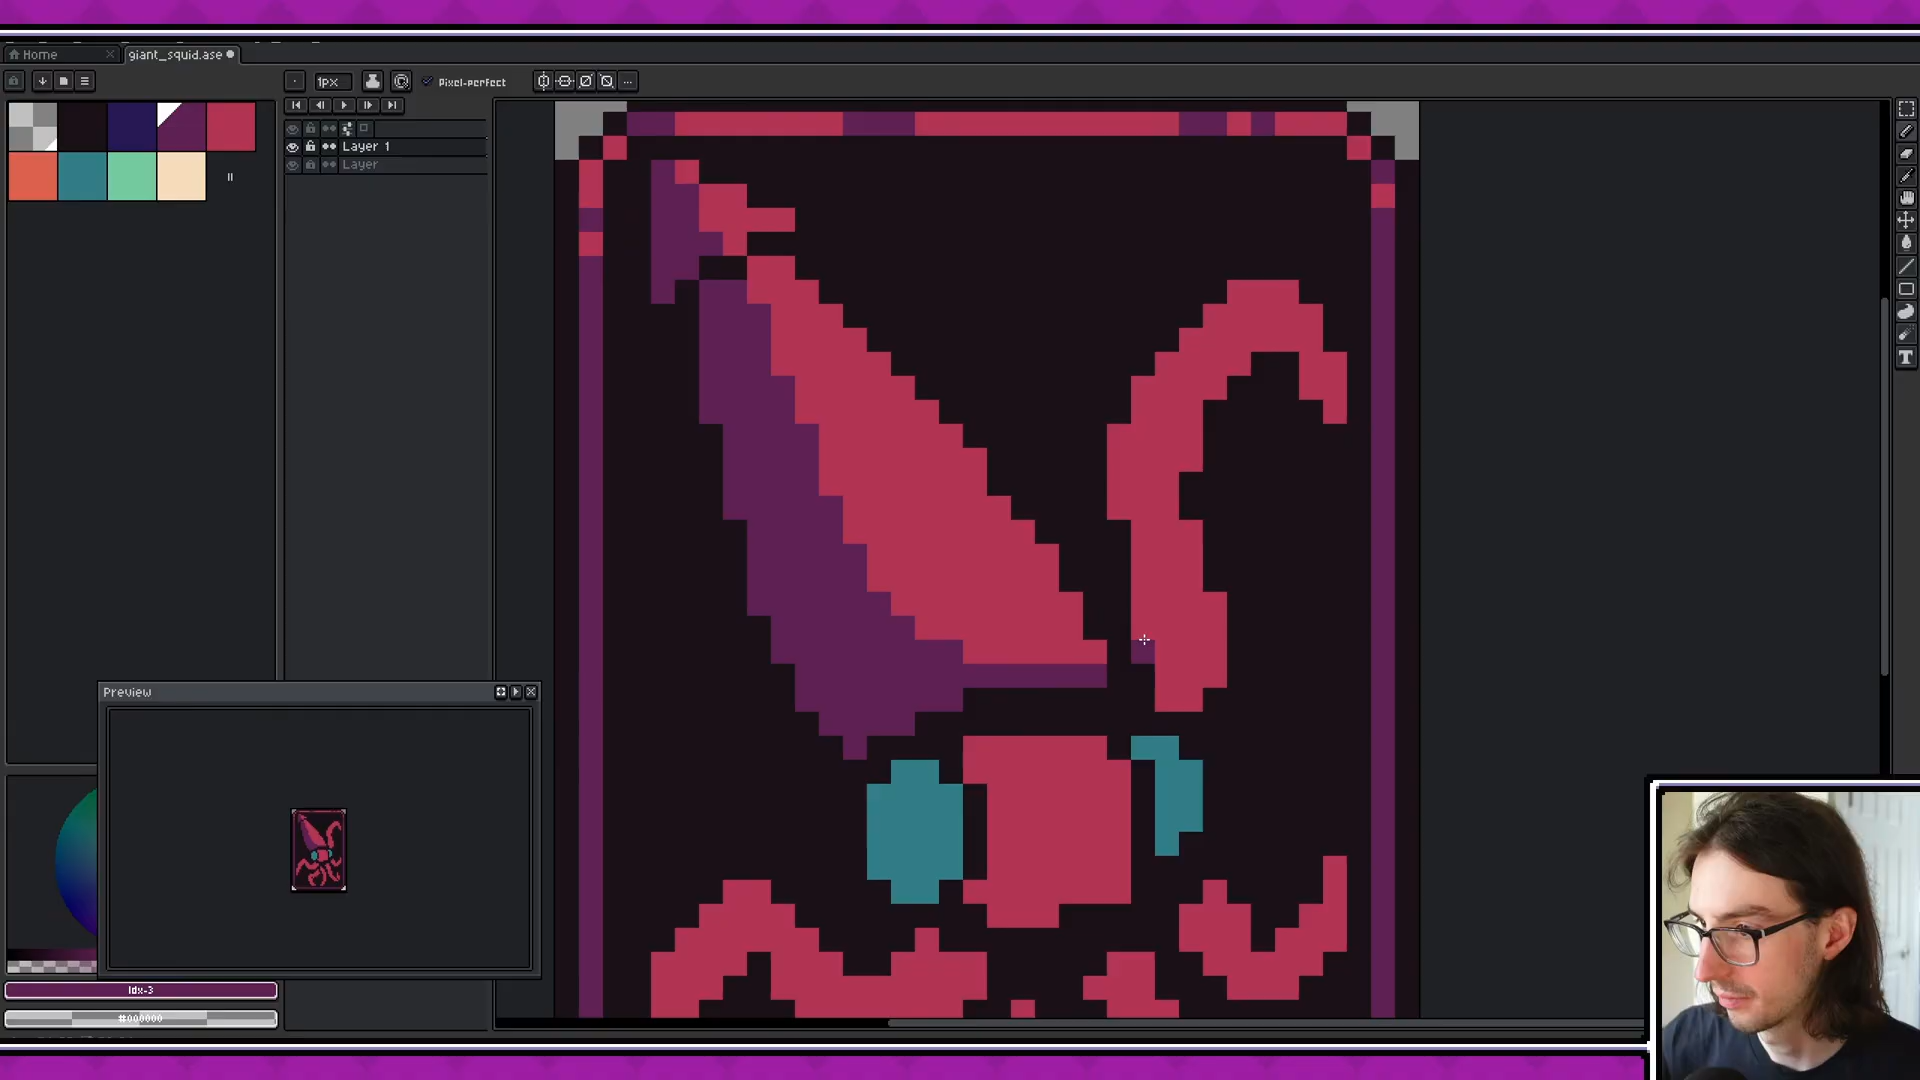 Home
giant_squid.ase
1px
Pixel-perfect
Layer 1
Layer
Preview
Idx-3
#000000
T